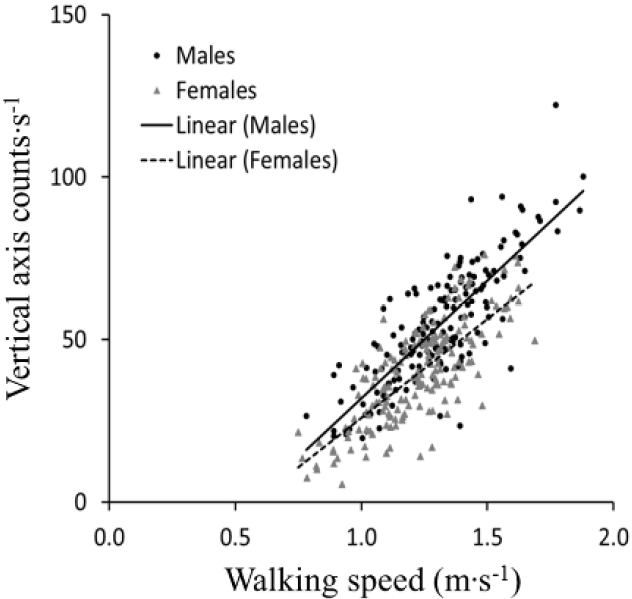 150
Males
Females
Linear (Males)
Linear (Females)
100
50
0
0.0 0.5 1.0 1.5 2.0
Vertical axis counts·s-1
Walking speed (m·s-1)